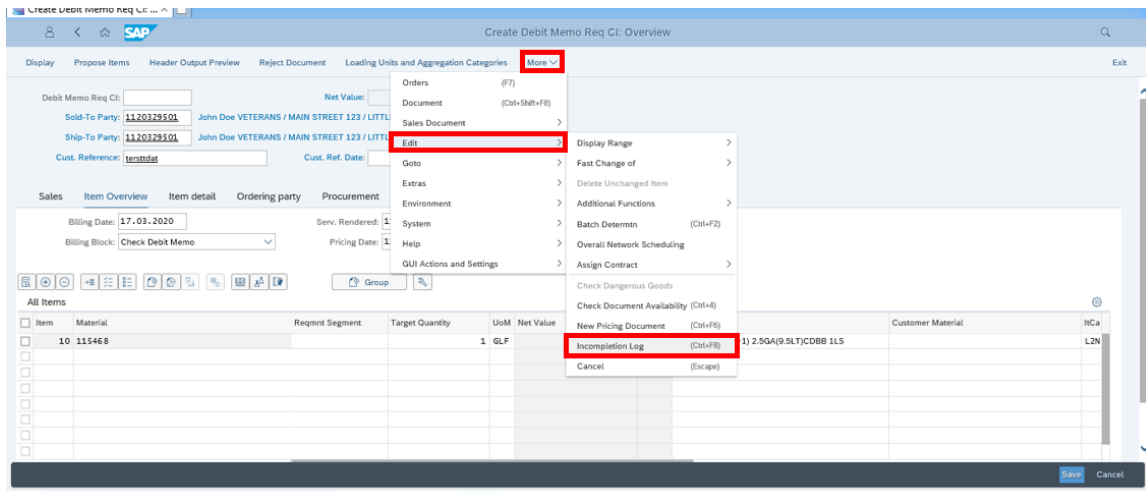 Create Debit Memo Req CI: ...
SAP
Create Debit Memo Req CI: Overview
Display Propose Items Header Output Preview Reject Document Loading Units and Aggregation Categories More Exit
Orders (F7)
Document (Ctrl+Shift+F8)
Sales Document
Edit
Goto
Extras
Environment
System
Help
GUI Actions and Settings
Display Range
Fast Change of
Delete Unchanged Item
Additional Functions
Batch Determtn (Ctrl+F2)
Overall Network Scheduling
Assign Contract
Check Dangerous Goods
Check Document Availability (Ctrl+4)
New Pricing Document (Ctrl+F6)
Incompletion Log (Ctrl+F8)
Cancel (Escape)
Debit Memo Req CI: Net Value:
Sold-To Party: 1120329501 John Doe VETERANS / MAIN STREET 123 / LITTL
Ship-To Party: 1120329501 John Doe VETERANS / MAIN STREET 123 / LITTL
Cust. Reference: tersttdat Cust. Ref. Date:
Sales Item Overview Item detail Ordering party Procurement
Billing Date: 17.03.2020 Serv. Rendered: 1
Billing Block: Check Debit Memo Pricing Date: 1
Group
All Items
Item Material Reqmnt Segment Target Quantity UoM Net Value Customer Material ItCa
10 115468 1 GLF 1) 2.5GA(9.5LT)CDBB 1LS L2N
Save Cancel